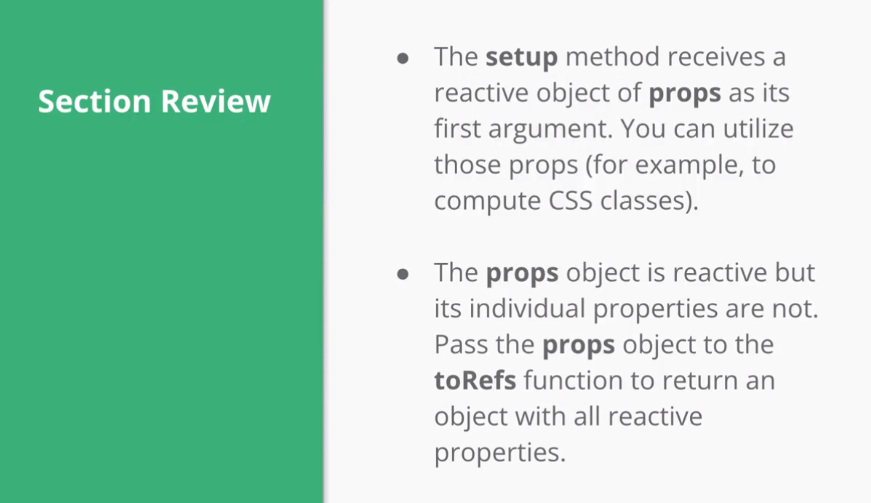 Section Review
● The setup method receives a
reactive object of props as its
first argument. You can utilize
those props (for example, to
compute CSS classes).
● The props object is reactive but
its individual properties are not.
Pass the props object to the
toRefs function to return an
object with all reactive
properties.